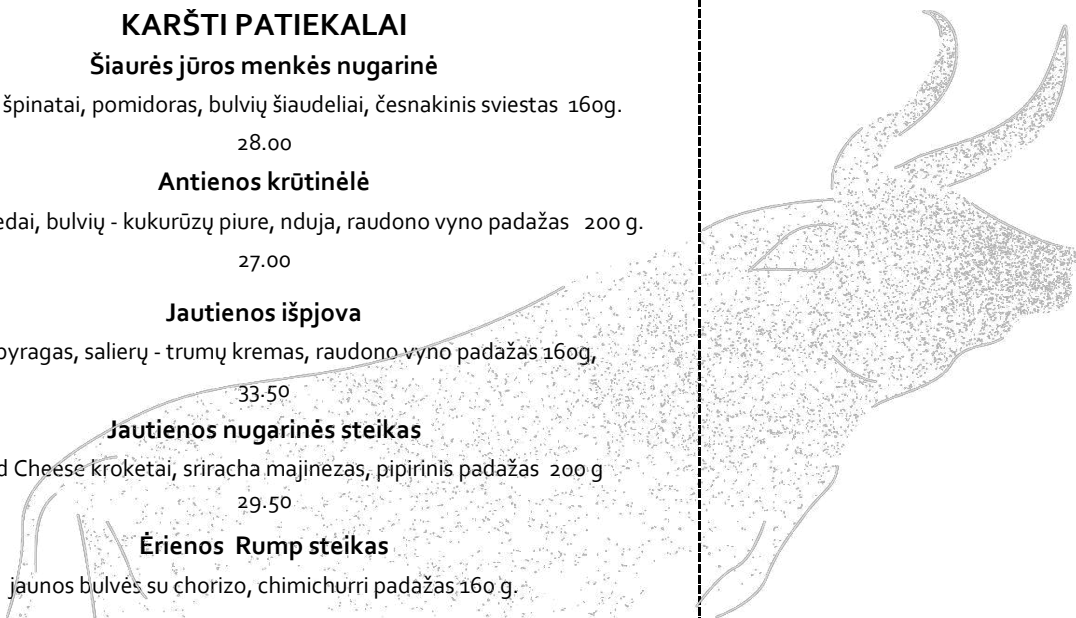 KARŠTI PATIEKALAI
Šiaurės jūros menkės nugarinė
špinatai, pomidoras, bulvių šiaudeliai, česnakinis sviestas 160g.
28.00
Antienos krūtinėlė
bulvių - kukurūzų piure, nduja, raudono vyno padažas 200 g.
27.00
Jautienos išpjova
salierų - trumų kremas, raudono vyno padažas 160g,
33.50
Jautienos nugarinės steikas
Cheese kroketai, sriracha majinezas, pipirinis padažas 200 g
29.50
Ėrienos Rump steikas
jaunos bulvės su chorizo, chimichurri padažas 160 g.